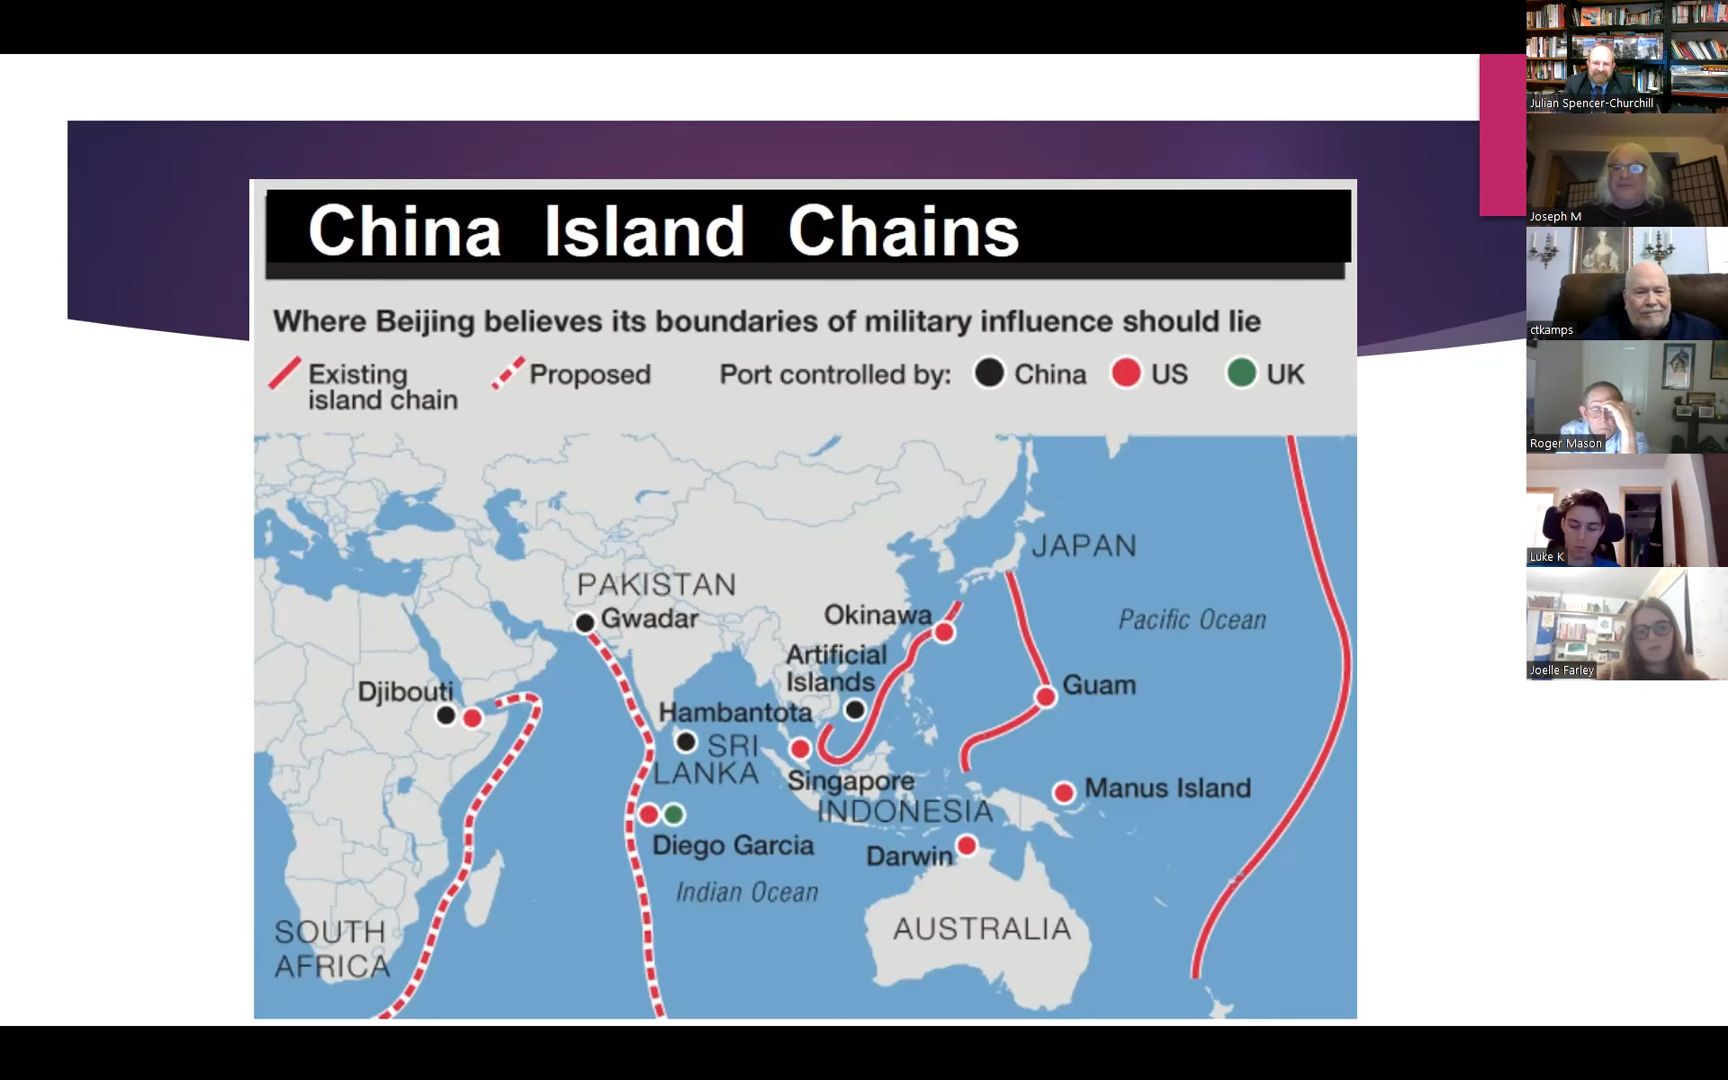 China Island Chains
Where Beijing believes its boundaries of military influence should lie
Existing
island chain
Proposed
Port controlled by:
China
US
UK
JAPAN
PAKISTAN
Gwadar
Okinawa
Pacific Ocean
Artificial
Islands
Djibouti
Guam
Hambantota
SRI
LANKA
Singapore
Manus Island
INDONESIA
Diego Garcia
Darwin
Indian Ocean
SOUTH
AFRICA
AUSTRALIA
Julian Spencer-Churchill
Joseph M
ctkamps
Roger Mason
Luke K
Joelle Farley